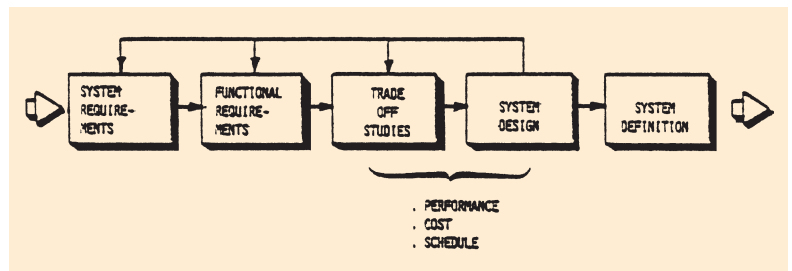 SYSTEM
REQUIRE-
MENTS
FUNCTIONAL
REQUIRE-
MENTS
TRADE
OFF
STUDIES
SYSTEM
DESIGN
SYSTEM
DEFINITION
. PERFORMANCE
. COST
. SCHEDULE